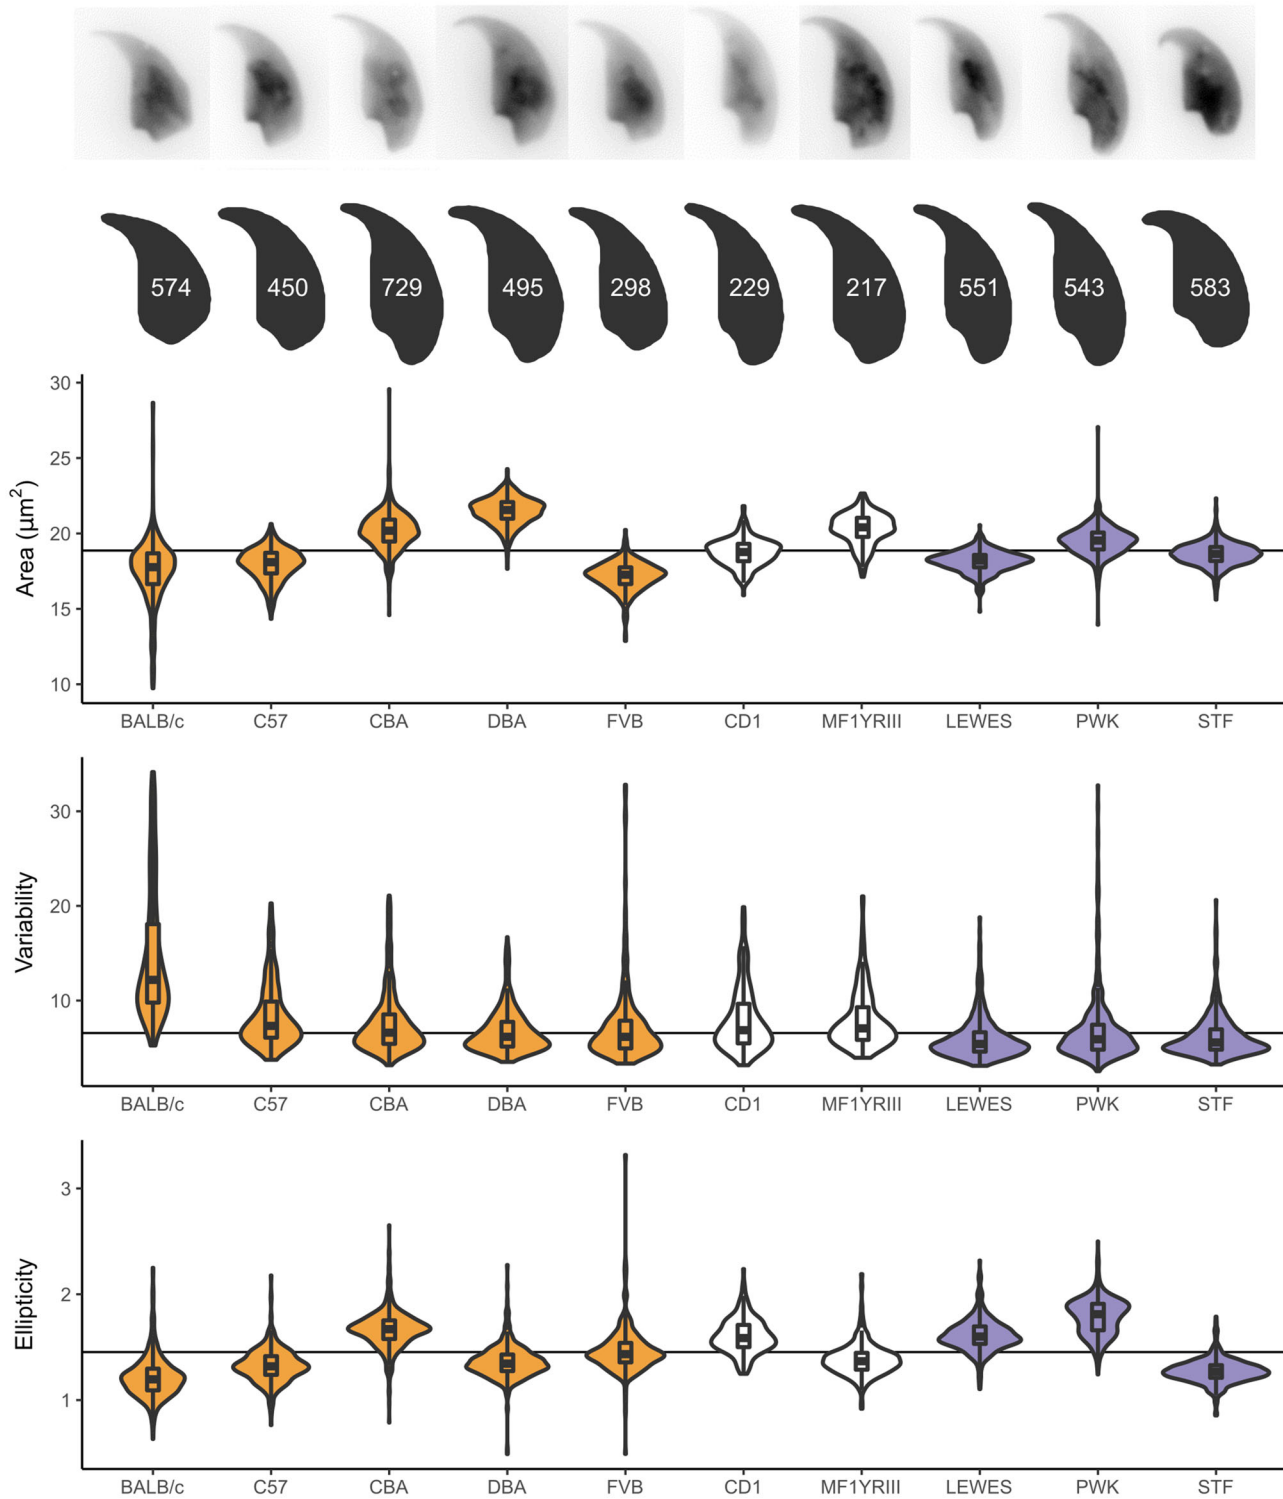 574 450 729 495 298 229 217 551 543 583
30
25
20
15
10
Area (µm²)
BALB/c C57 CBA DBA FVB CD1 MF1YRIII LEWES PWK STF
30
20
10
Variability
BALB/c C57 CBA DBA FVB CD1 MF1YRIII LEWES PWK STF
3
2
1
Ellipticity
BALB/c C57 CBA DBA FVB CD1 MF1YRIII LEWES PWK STF